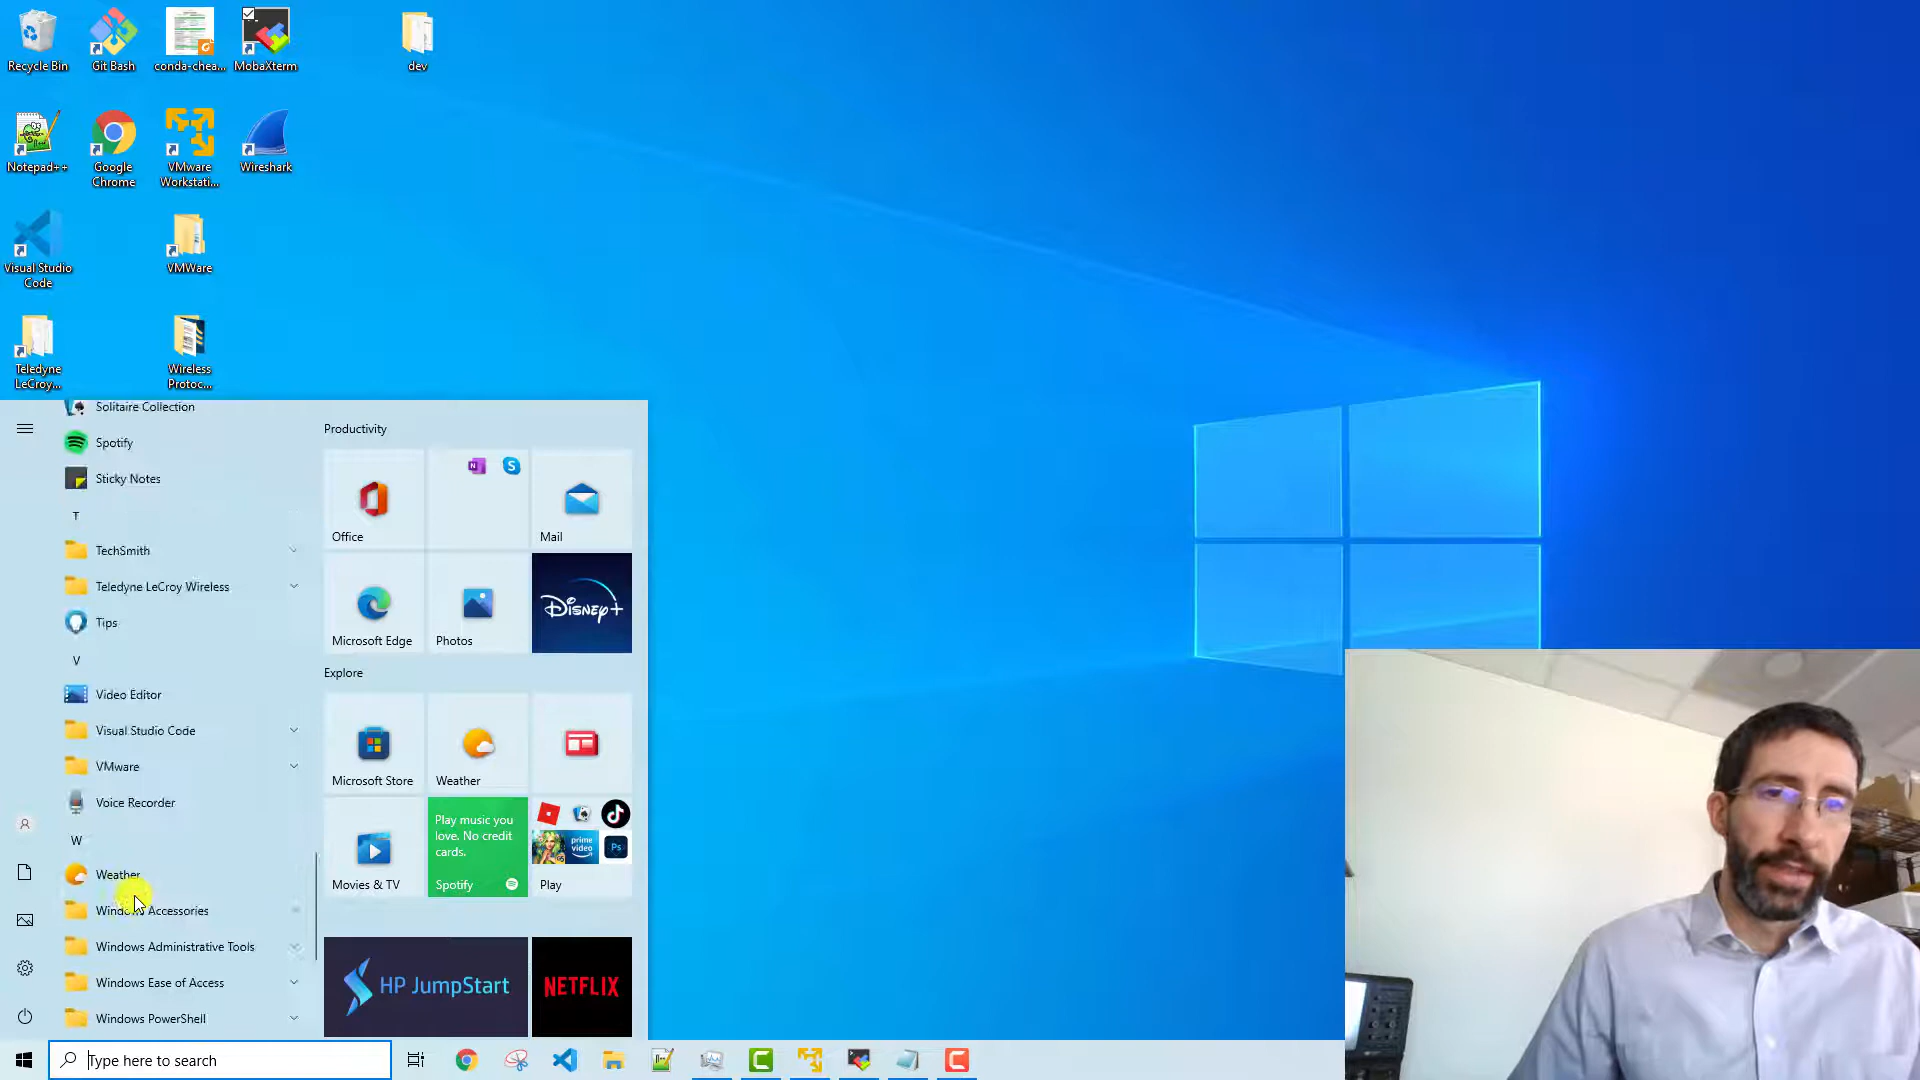 Recycle Bin
Git Bash
conda-chea...
MobaXterm
dev
Notepad++
Google
Chrome
VMware
Workstati...
Wireshark
Visual Studio
Code
VMWare
Teledyne
LeCroy...
Wireless
Protoc...
Solitaire Collection
Spotify
Sticky Notes
T
TechSmith
Teledyne LeCroy Wireless
Tips
V
Video Editor
Visual Studio Code
VMware
Voice Recorder
W
Weather
Windows Accessories
Windows Administrative Tools
Windows Ease of Access
Windows PowerShell
Productivity
Office
Mail
Microsoft Edge
Photos
Disney+
Explore
Microsoft Store
Weather
Movies & TV
Play music you
love. No credit
cards.
Spotify
prime
video
Ps
Play
HP JumpStart
NETFLIX
Type here to search